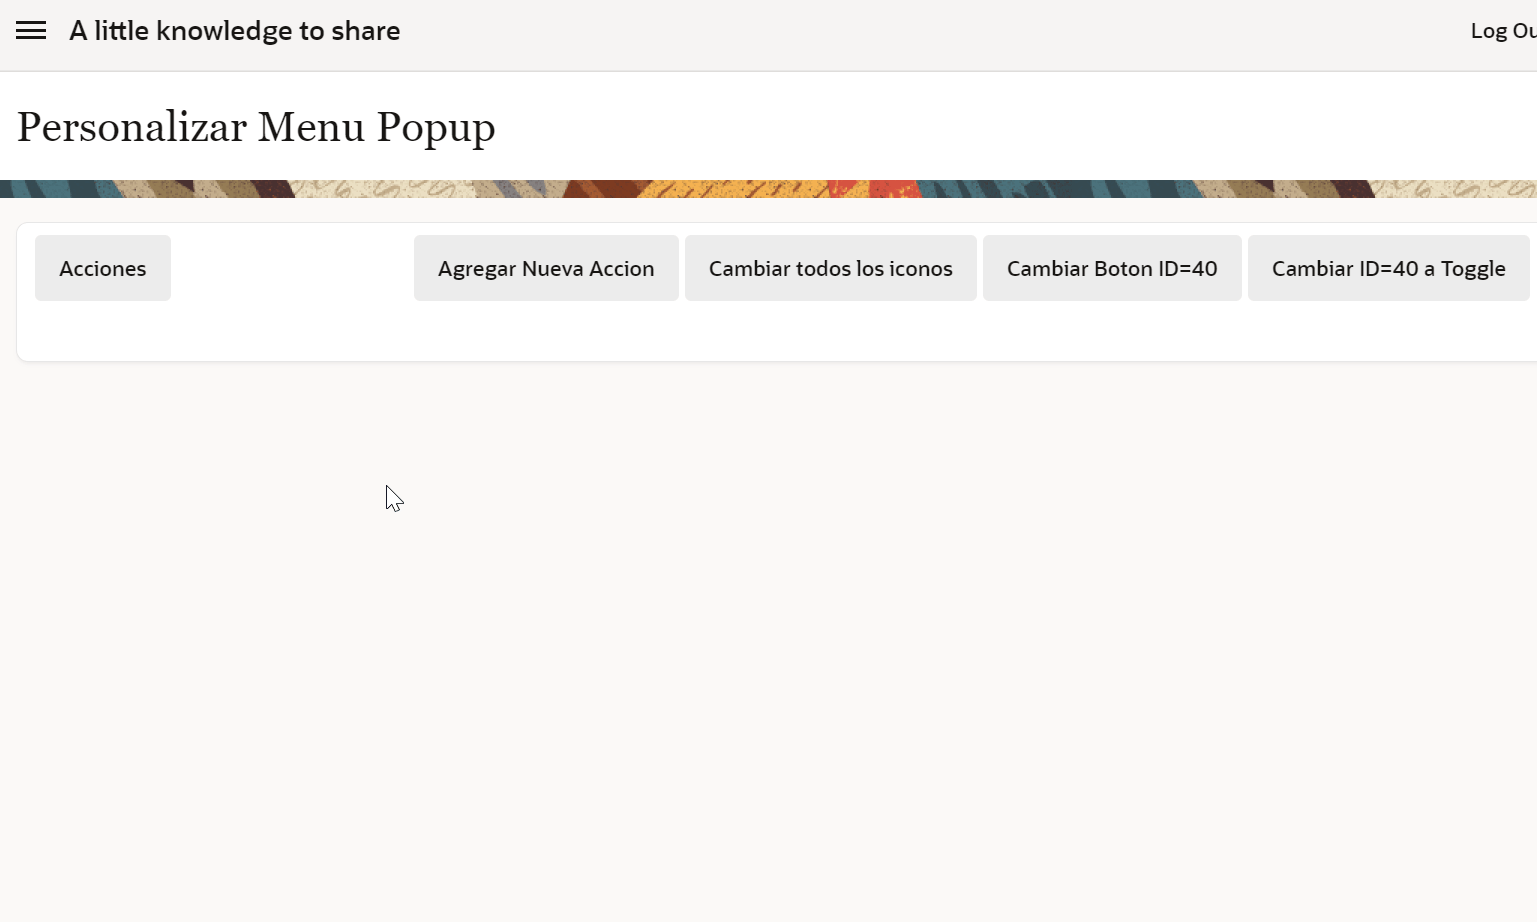 A little knowledge to share
Log Ou
Personalizar Menu Popup
Acciones
Agregar Nueva Accion
Cambiar todos los iconos
Cambiar Boton ID=40
Cambiar ID=40 a Toggle